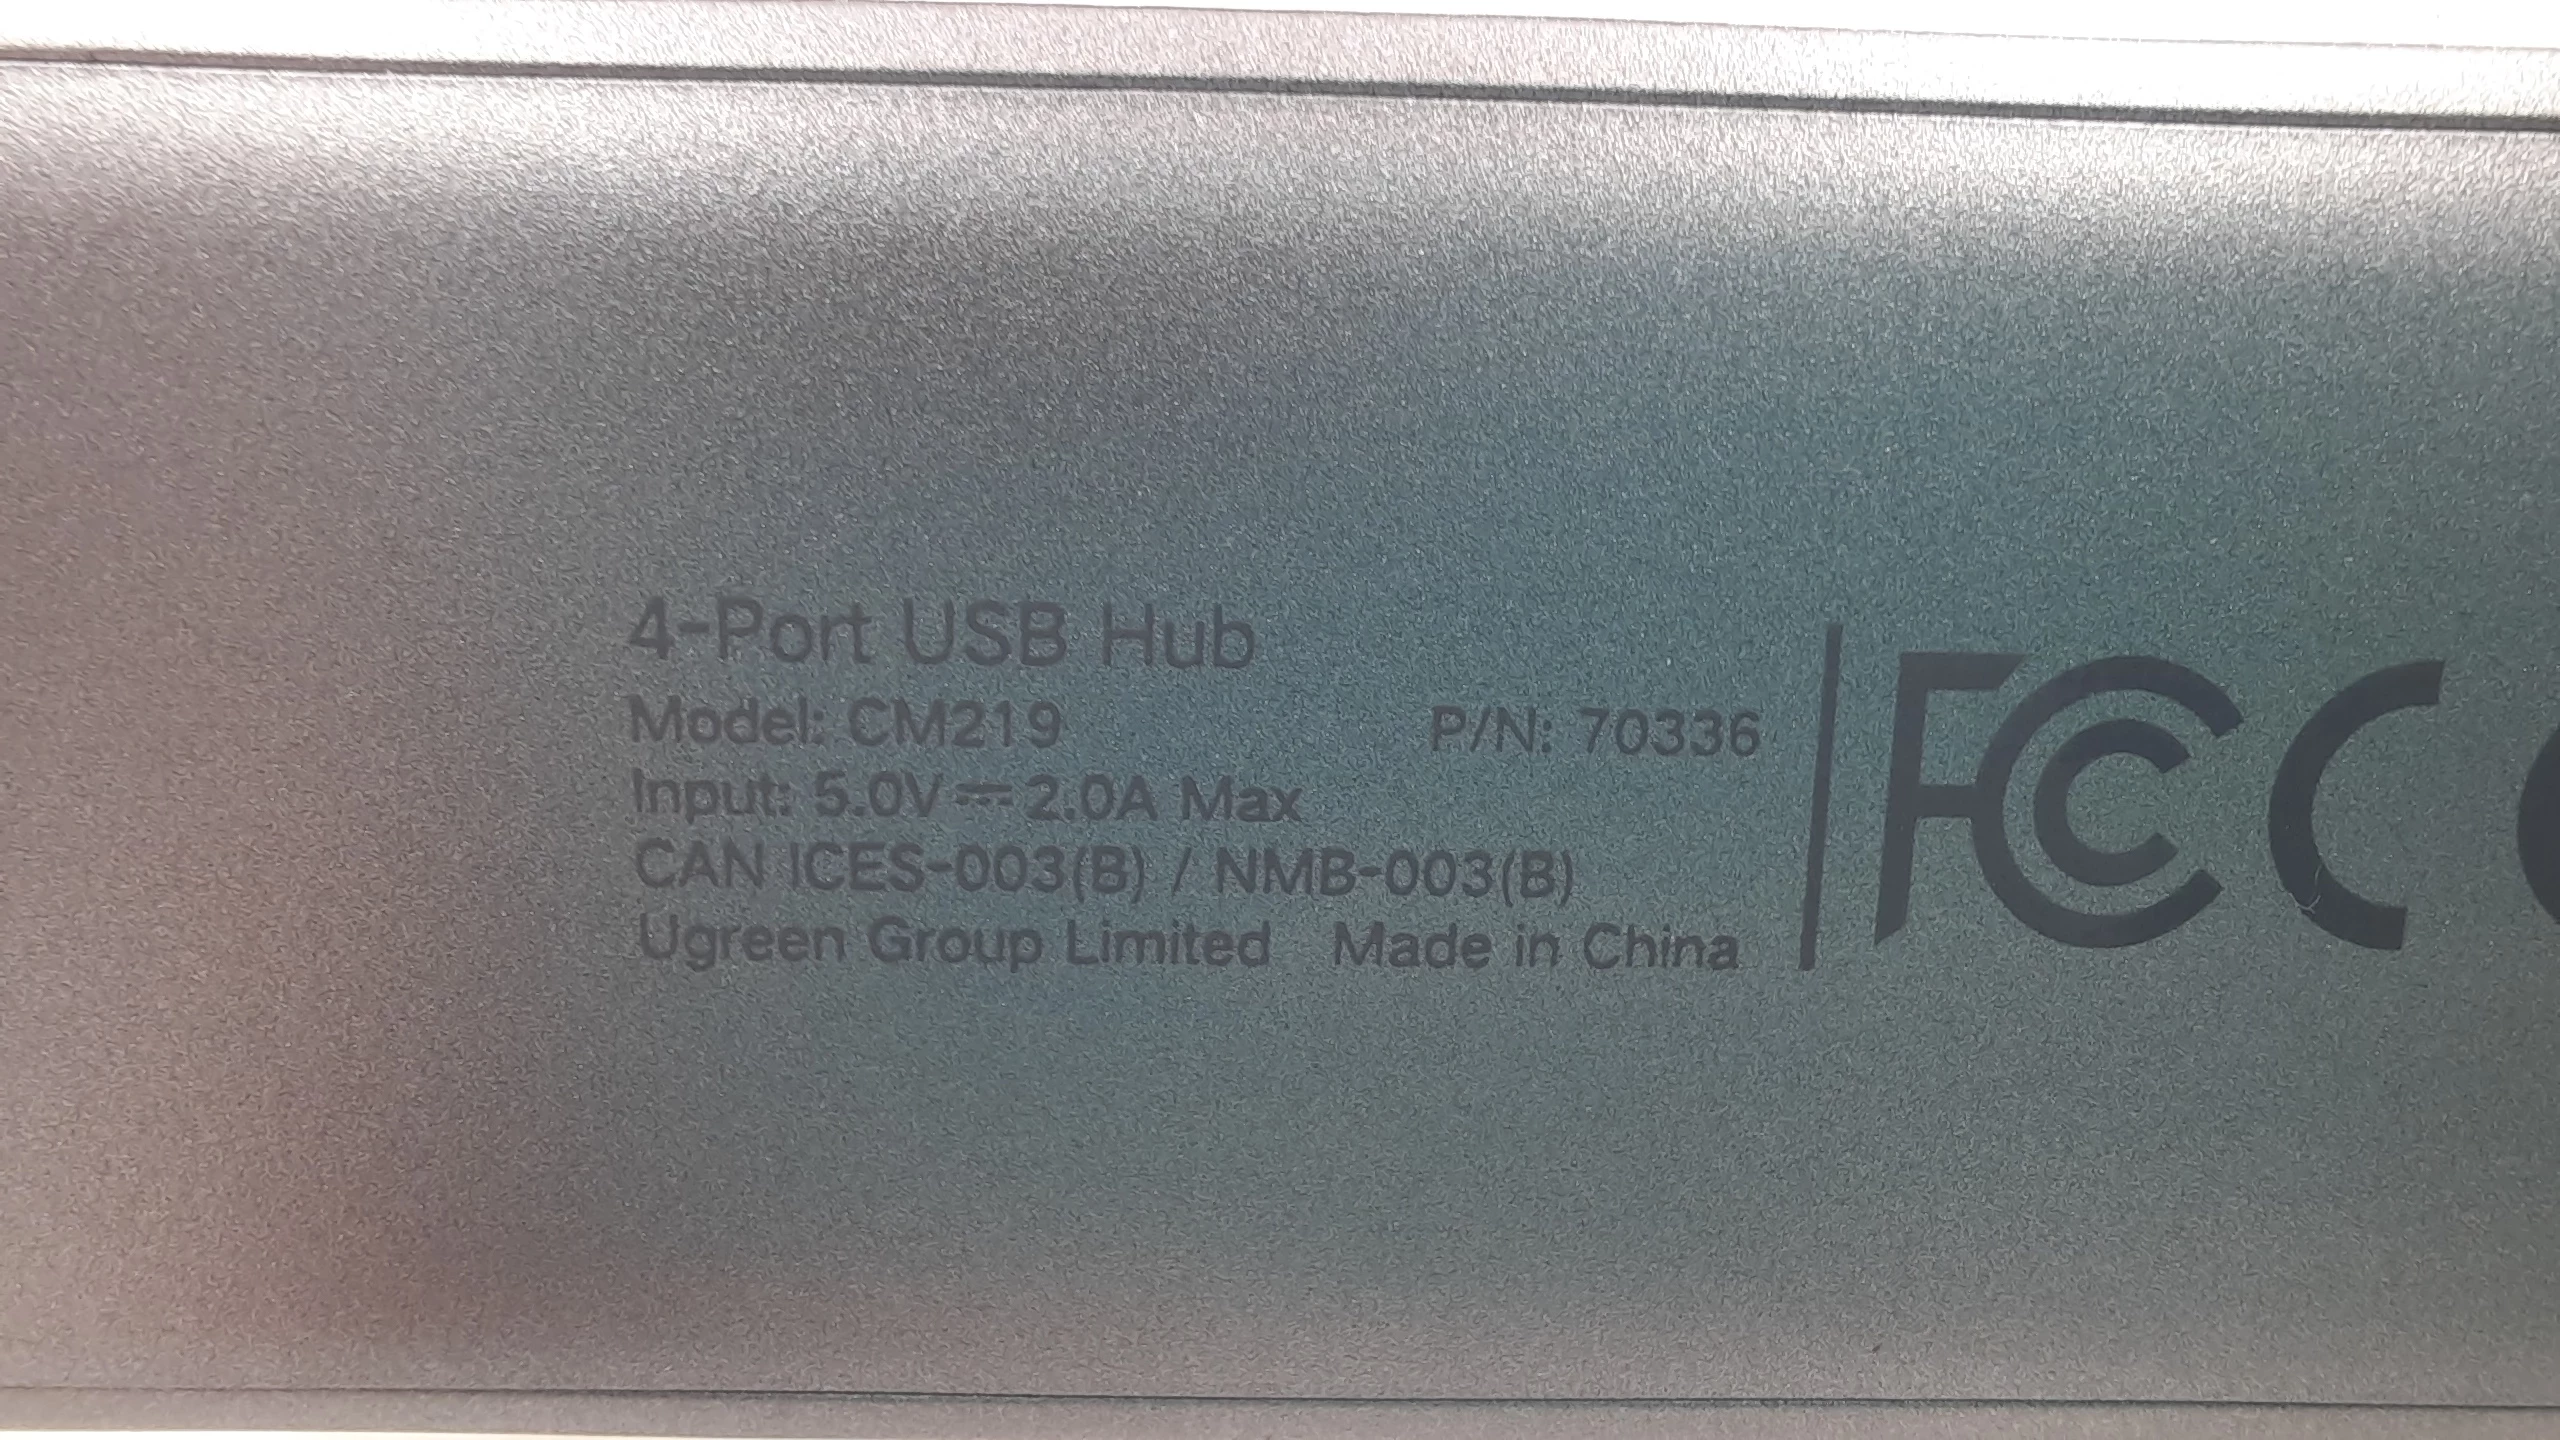 4-Port USB Hub
Model: CM219 P/N: 70336
Input: 5.0V⎓2.0A Max
CAN ICES-003(B) / NMB-003(B)
Ugreen Group Limited Made in China
FC C